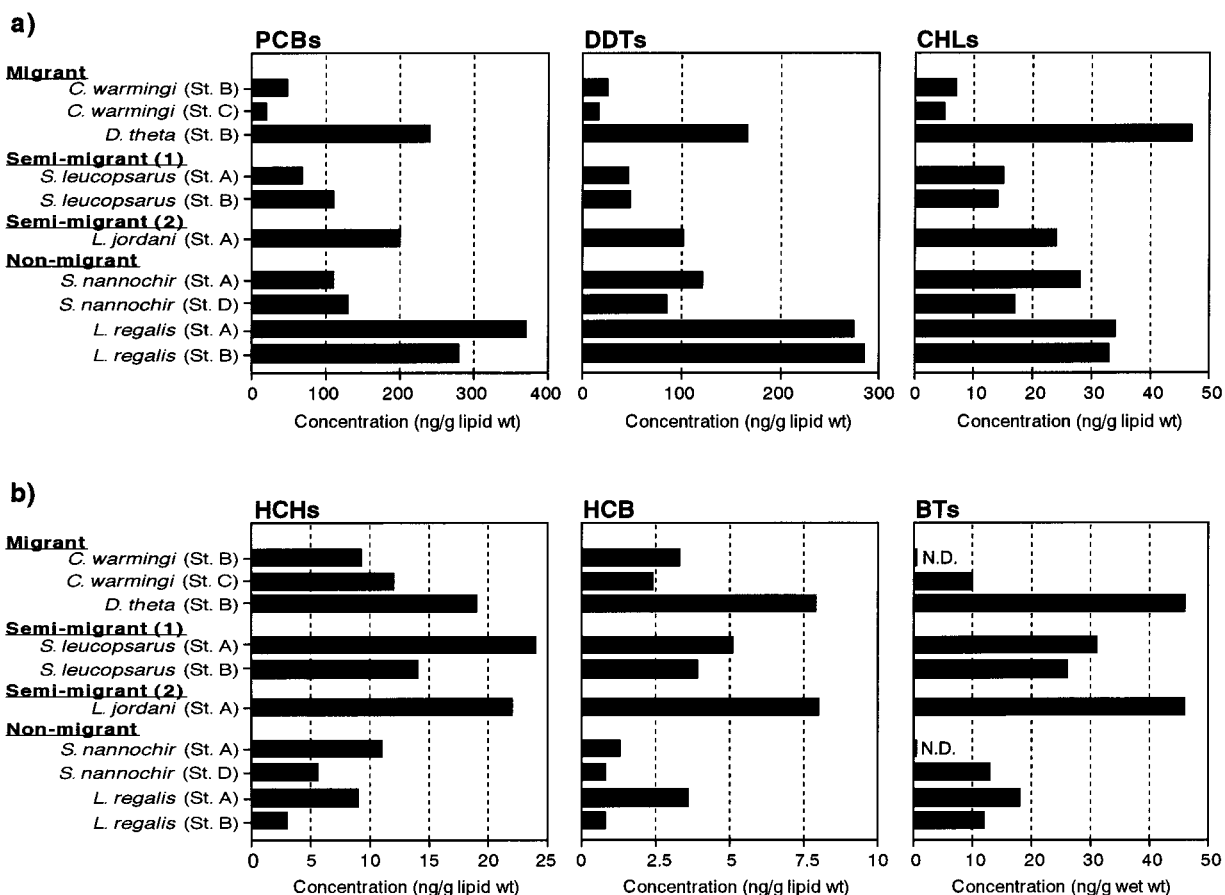 a)
PCBs DDTs CHLs
Migrant
C. warmingi (St. B)
C. warmingi (St. C)
D. theta (St. B)
Semi-migrant (1)
S. leucopsarus (St. A)
S. leucopsarus (St. B)
Semi-migrant (2)
L. jordani (St. A)
Non-migrant
S. nannochir (St. A)
S. nannochir (St. D)
L. regalis (St. A)
L. regalis (St. B)
0 100 200 300 400 0 100 200 300 0 10 20 30 40 50
Concentration (ng/g lipid wt) Concentration (ng/g lipid wt) Concentration (ng/g lipid wt)
b)
HCHs HCB BTs
Migrant
C. warmingi (St. B) N.D.
C. warmingi (St. C)
D. theta (St. B)
Semi-migrant (1)
S. leucopsarus (St. A)
S. leucopsarus (St. B)
Semi-migrant (2)
L. jordani (St. A)
Non-migrant
S. nannochir (St. A) N.D.
S. nannochir (St. D)
L. regalis (St. A)
L. regalis (St. B)
0 5 10 15 20 25 0 2.5 5 7.5 10 0 10 20 30 40 50
Concentration (ng/g lipid wt) Concentration (ng/g lipid wt) Concentration (ng/g wet wt)